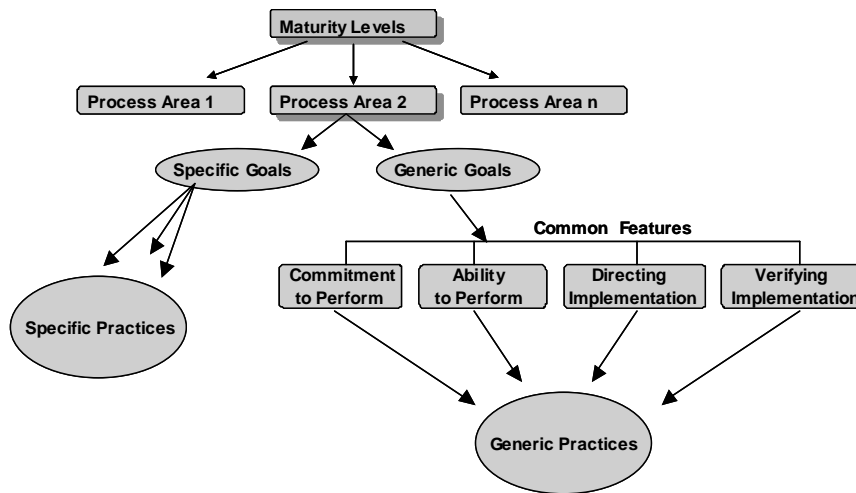 Maturity Levels
Process Area 1
Process Area 2
Process Area n
Specific Goals
Generic Goals
Common Features
Commitment
to Perform
Ability
to Perform
Directing
Implementation
Verifying
Implementation
Specific Practices
Generic Practices